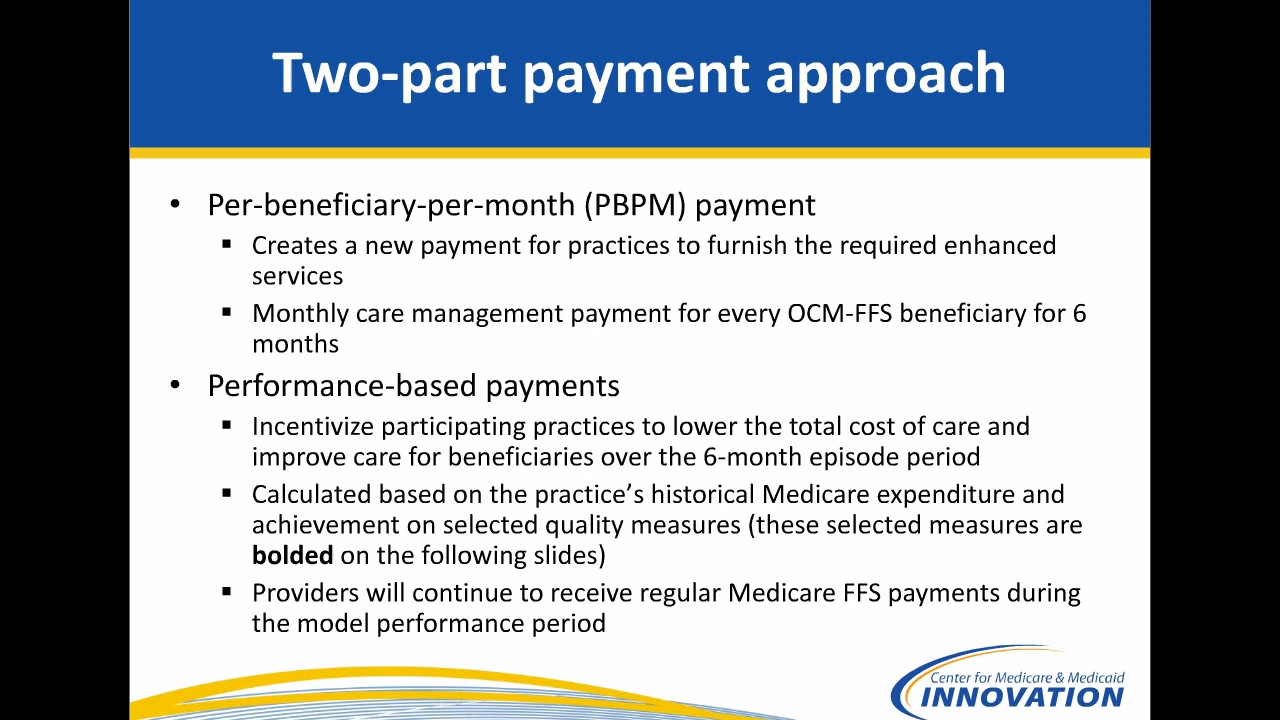 Two-part payment approach
• Per-beneficiary-per-month (PBPM) payment
▪ Creates a new payment for practices to furnish the required enhanced
services
▪ Monthly care management payment for every OCM-FFS beneficiary for 6
months
• Performance-based payments
▪ Incentivize participating practices to lower the total cost of care and
improve care for beneficiaries over the 6-month episode period
▪ Calculated based on the practice’s historical Medicare expenditure and
achievement on selected quality measures (these selected measures are
bolded on the following slides)
▪ Providers will continue to receive regular Medicare FFS payments during
the model performance period
Center for Medicare & Medicaid
INNOVATION